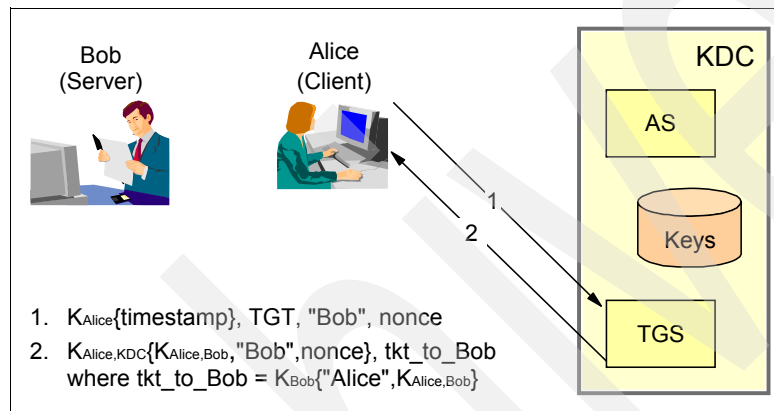 Bob
(Server)
Alice
(Client)
KDC
AS
Keys
TGS
1
2
1. KAlice{timestamp}, TGT, "Bob", nonce
2. KAlice,KDC{KAlice,Bob,"Bob",nonce}, tkt_to_Bob
where tkt_to_Bob = KBob{"Alice",KAlice,Bob}